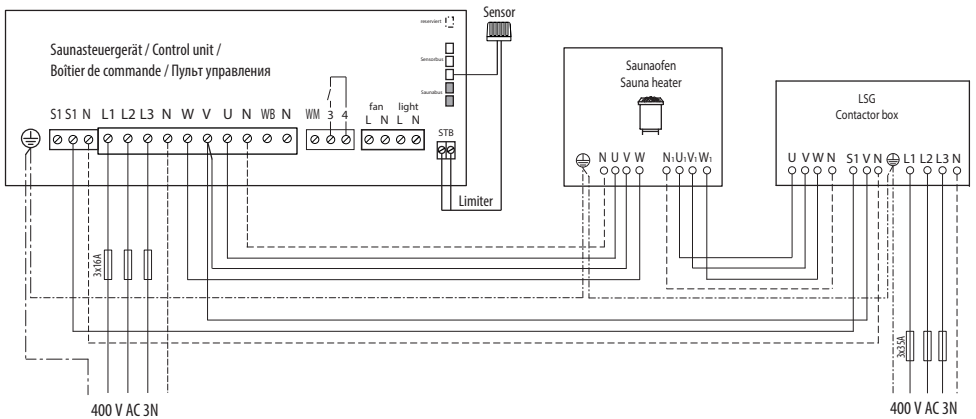 reserviert
Sensor
Sensorbus
Saunabus
Saunasteuergerät / Control unit /
Boîtier de commande / Пульт управления
S1 S1 N L1 L2 L3 N W V U N WB N WM 3 4
fan light
L N L N
STB
Limiter
Saunaofen
Sauna heater
N U V W N1 U1 V1 W1
LSG
Contactor box
U V W N S1 V N L1 L2 L3 N
3x16A
3x35A
400 V AC 3N
400 V AC 3N